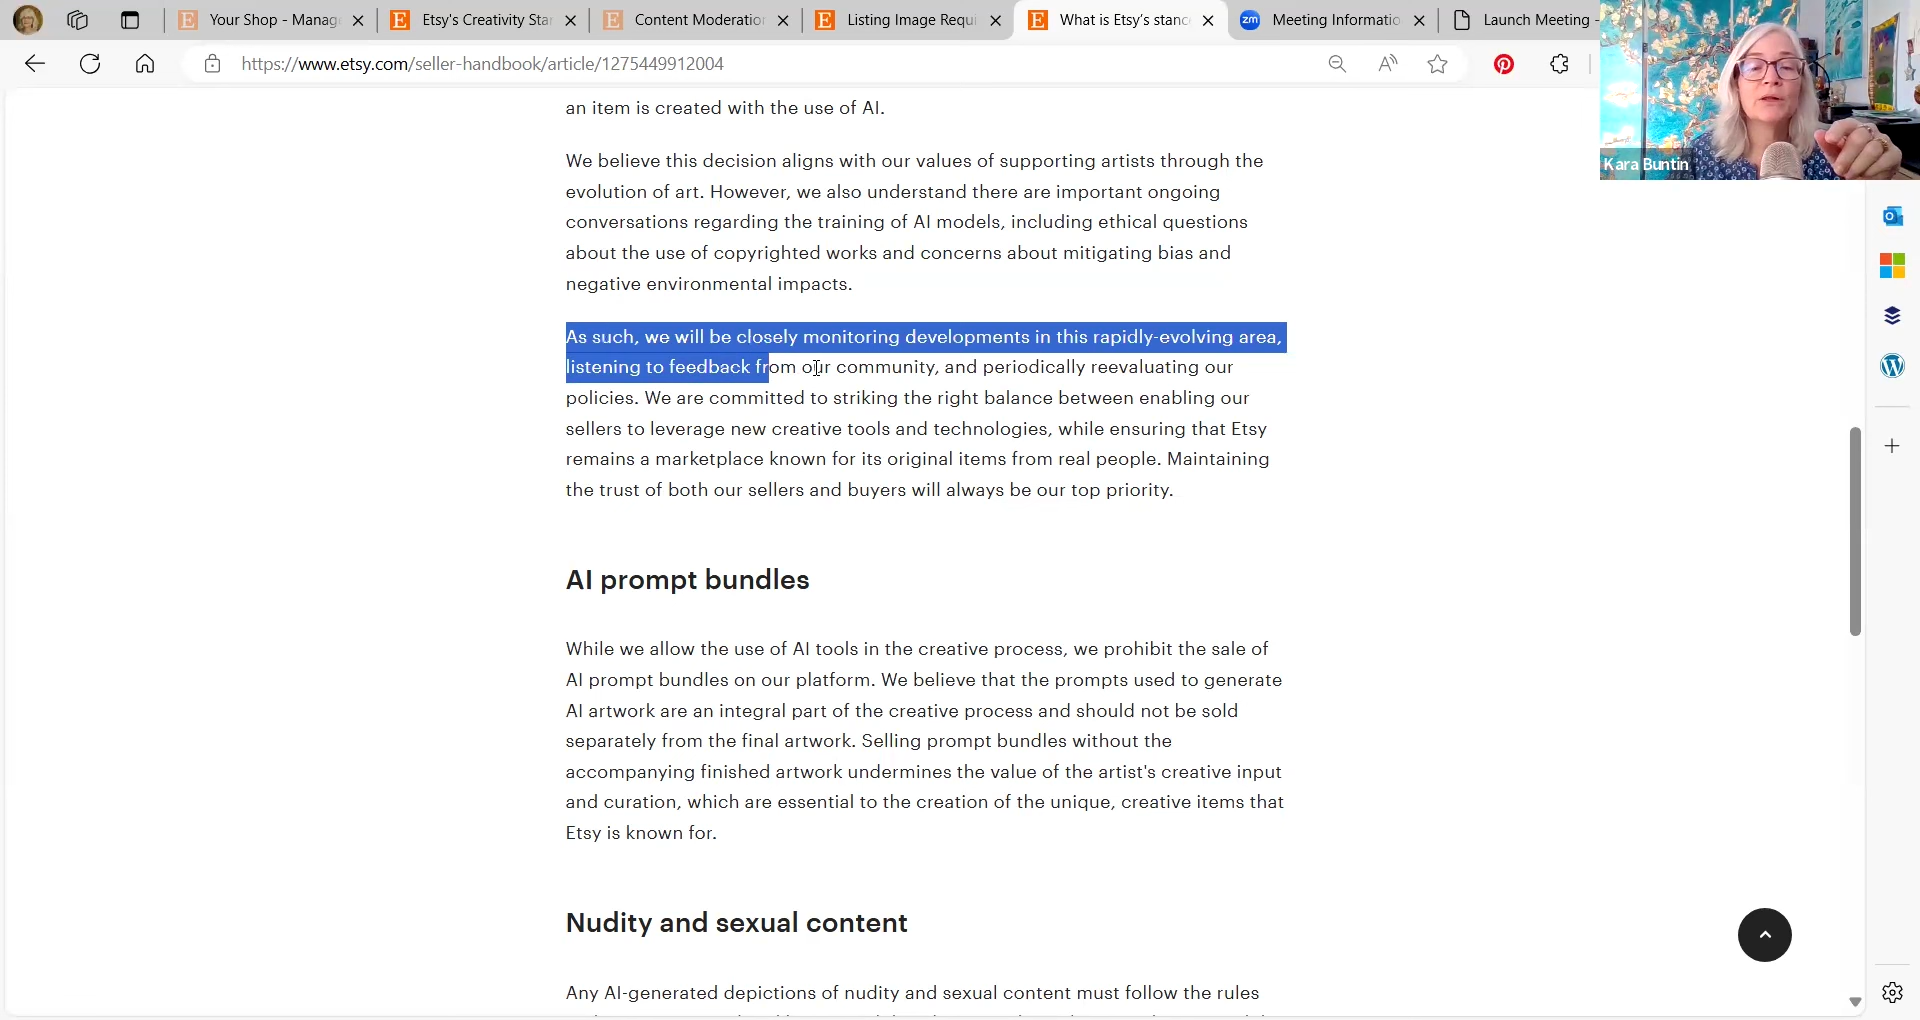 Your Shop - Manag
Etsy's Creativity Star
Content Moderation
Listing Image Requi
What is Etsy's stanc
zm
Meeting Informatio
Launch Meeting -
https://www.etsy.com/seller-handbook/article/1275449912004
Kara Buntin
an item is created with the use of AI.
We believe this decision aligns with our values of supporting artists through the
evolution of art. However, we also understand there are important ongoing
conversations regarding the training of AI models, including ethical questions
about the use of copyrighted works and concerns about mitigating bias and
negative environmental impacts.
As such, we will be closely monitoring developments in this rapidly-evolving area,
listening to feedback from our community, and periodically reevaluating our
policies. We are committed to striking the right balance between enabling our
sellers to leverage new creative tools and technologies, while ensuring that Etsy
remains a marketplace known for its original items from real people. Maintaining
the trust of both our sellers and buyers will always be our top priority.
AI prompt bundles
While we allow the use of AI tools in the creative process, we prohibit the sale of
AI prompt bundles on our platform. We believe that the prompts used to generate
AI artwork are an integral part of the creative process and should not be sold
separately from the final artwork. Selling prompt bundles without the
accompanying finished artwork undermines the value of the artist's creative input
and curation, which are essential to the creation of the unique, creative items that
Etsy is known for.
Nudity and sexual content
Any AI-generated depictions of nudity and sexual content must follow the rules